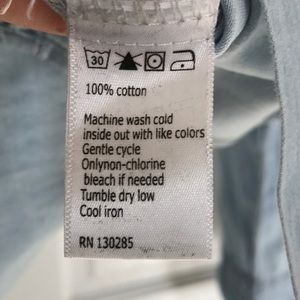 30
100% cotton
Machine wash cold
inside out with like colors
Gentle cycle
Onlynon-chlorine
bleach if needed
Tumble dry low
Cool iron
RN 130285